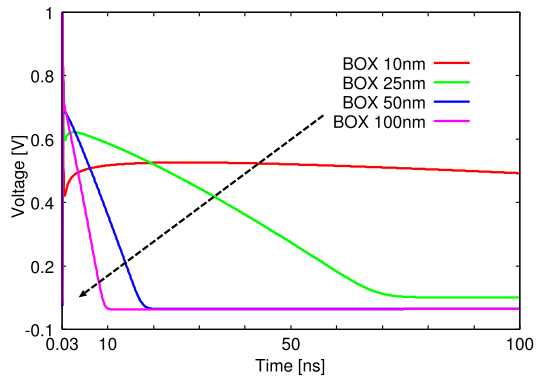 1
0.8
0.6
0.4
0.2
-0.1
Voltage [V]
BOX 10nm
BOX 25nm
BOX 50nm
BOX 100nm
0.03 10 50 100
Time [ns]